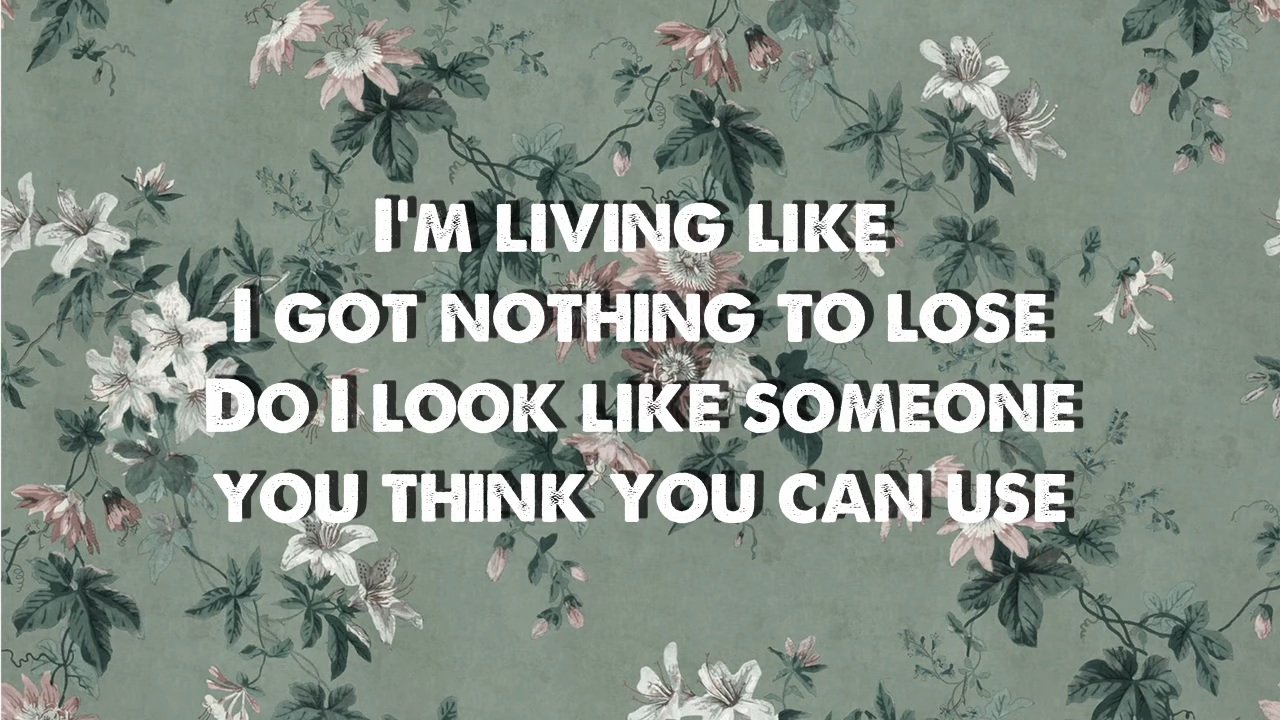 I'm living like
I got nothing to lose
Do I look like someone
you think you can use